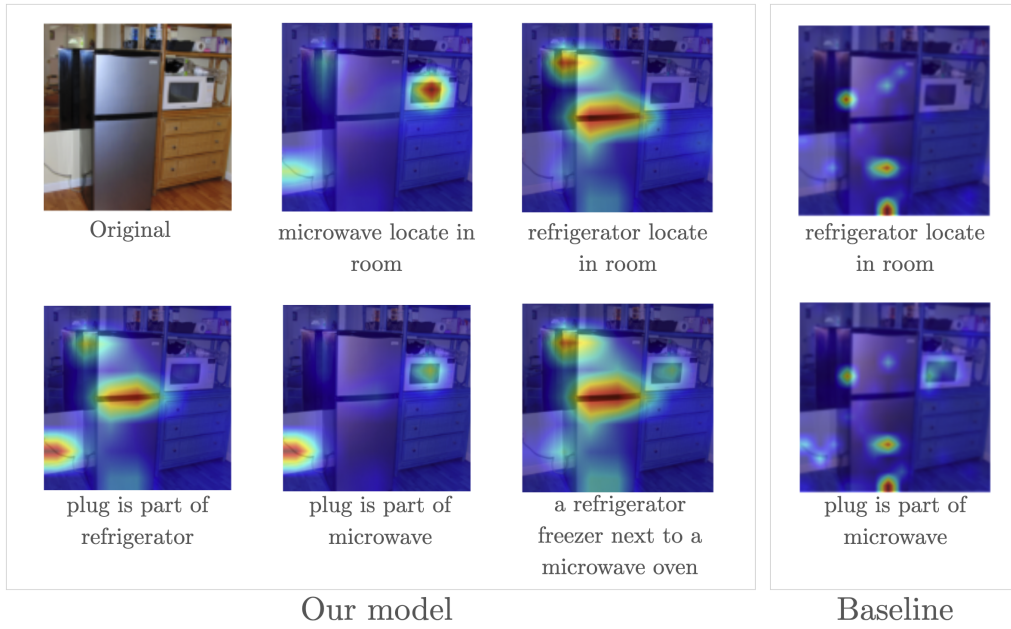 Original
microwave locate in
room
refrigerator locate
in room
refrigerator locate
in room
plug is part of
refrigerator
plug is part of
microwave
a refrigerator
freezer next to a
microwave oven
plug is part of
microwave
Our model
Baseline